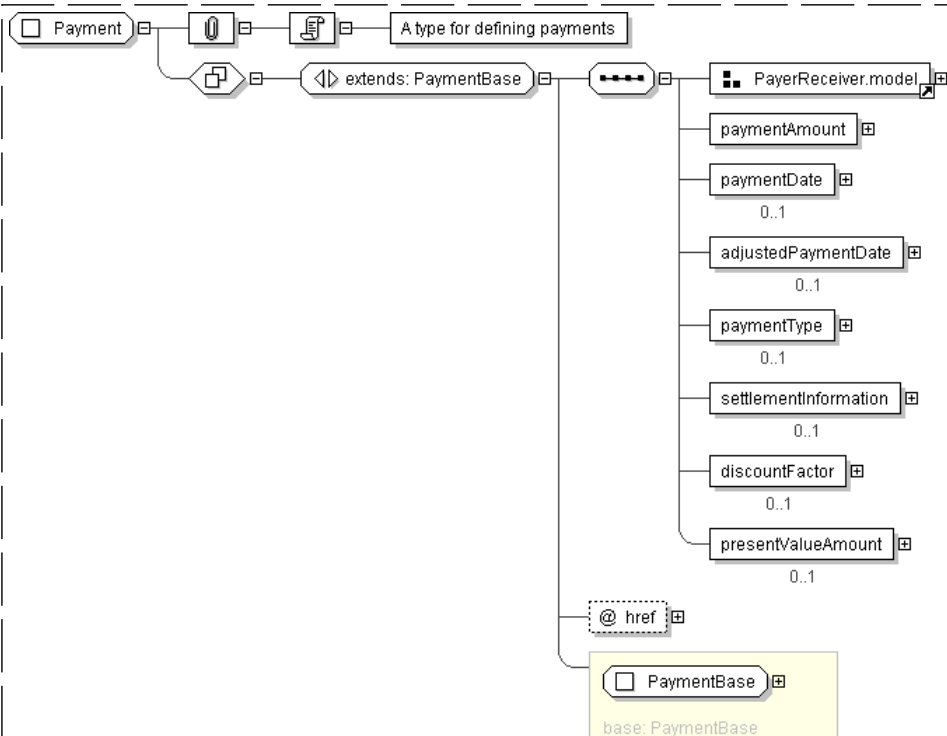 Payment
A type for defining payments
extends: PaymentBase
PayerReceiver.model
paymentAmount
paymentDate
0..1
adjustedPaymentDate
0..1
paymentType
0..1
settlementInformation
0..1
discountFactor
0..1
presentValueAmount
0..1
@ href
PaymentBase
base: PaymentBase